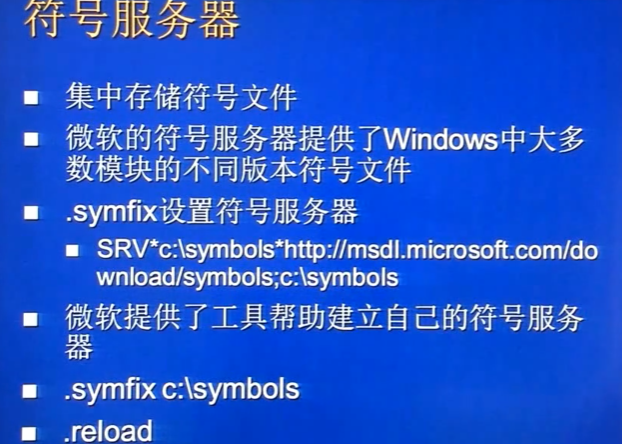 符号服务器
集中存储符号文件
微软的符号服务器提供了Windows中大多
数模块的不同版本符号文件
.symfix设置符号服务器
SRV*c:\symbols*http://msdl.microsoft.com/do
wnload/symbols;c:\symbols
微软提供了工具帮助建立自己的符号服务
器
.symfix c:\symbols
.reload